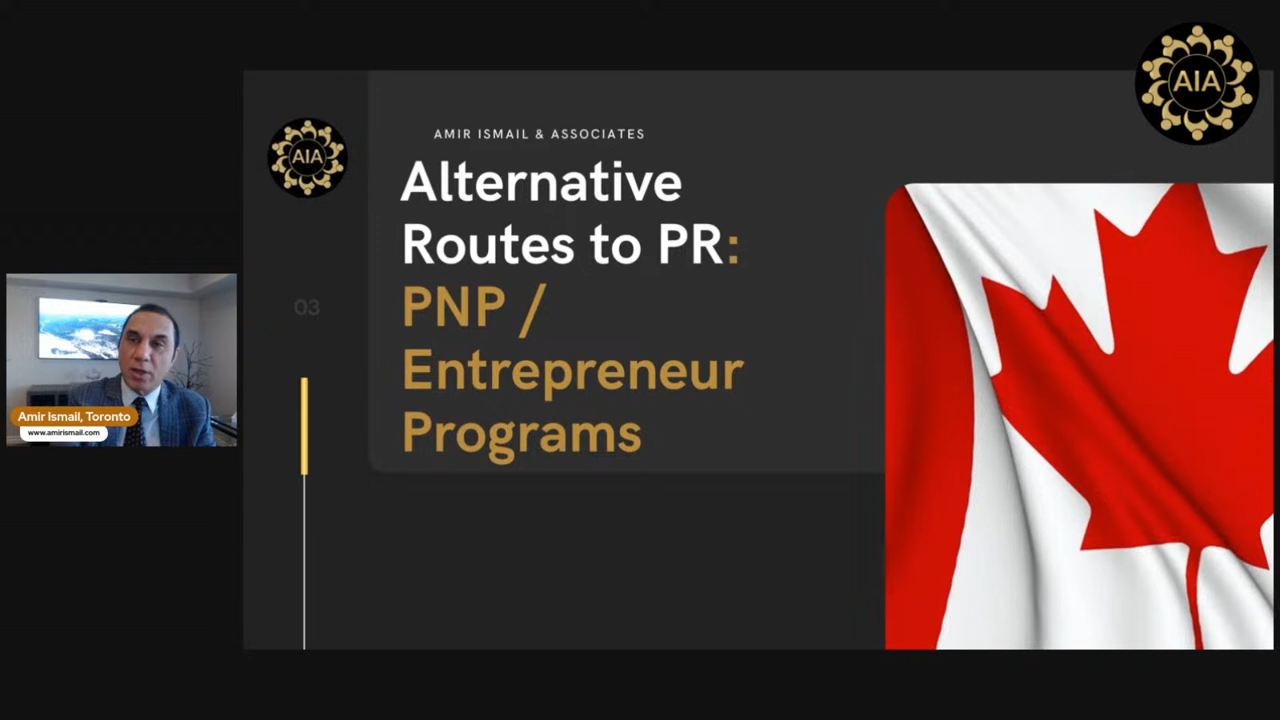 AIA
AIA
AMIR ISMAIL & ASSOCIATES
Alternative
Routes to PR:
PNP /
Entrepreneur
Programs
03
Amir Ismail, Toronto
www.amirismail.com